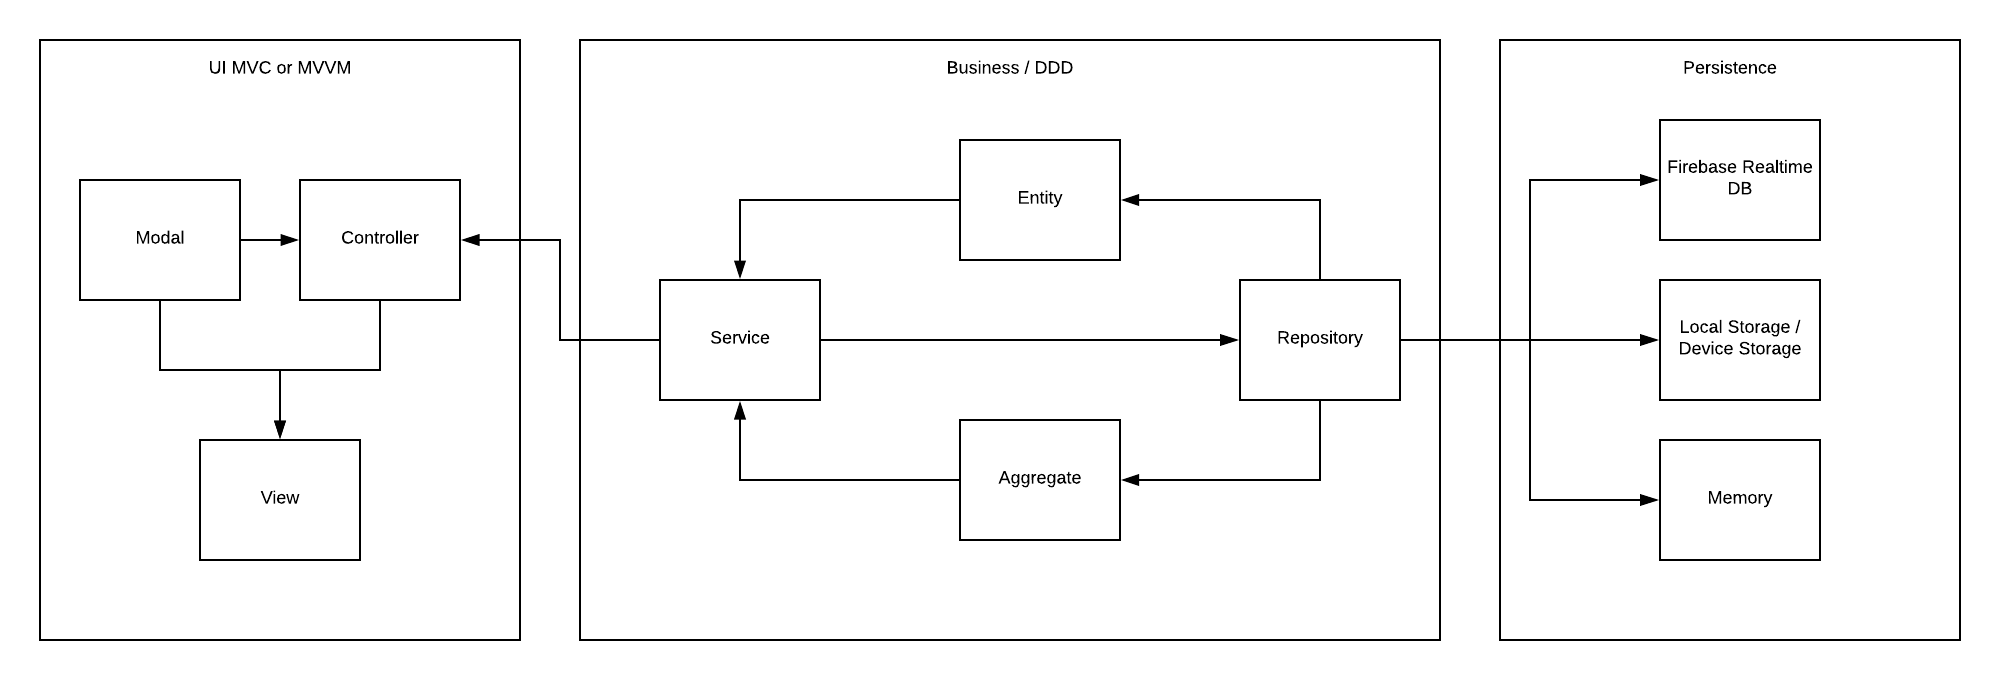 UI MVC or MVVM
Modal
Controller
View
Business / DDD
Entity
Service
Repository
Aggregate
Persistence
Firebase Realtime
DB
Local Storage /
Device Storage
Memory